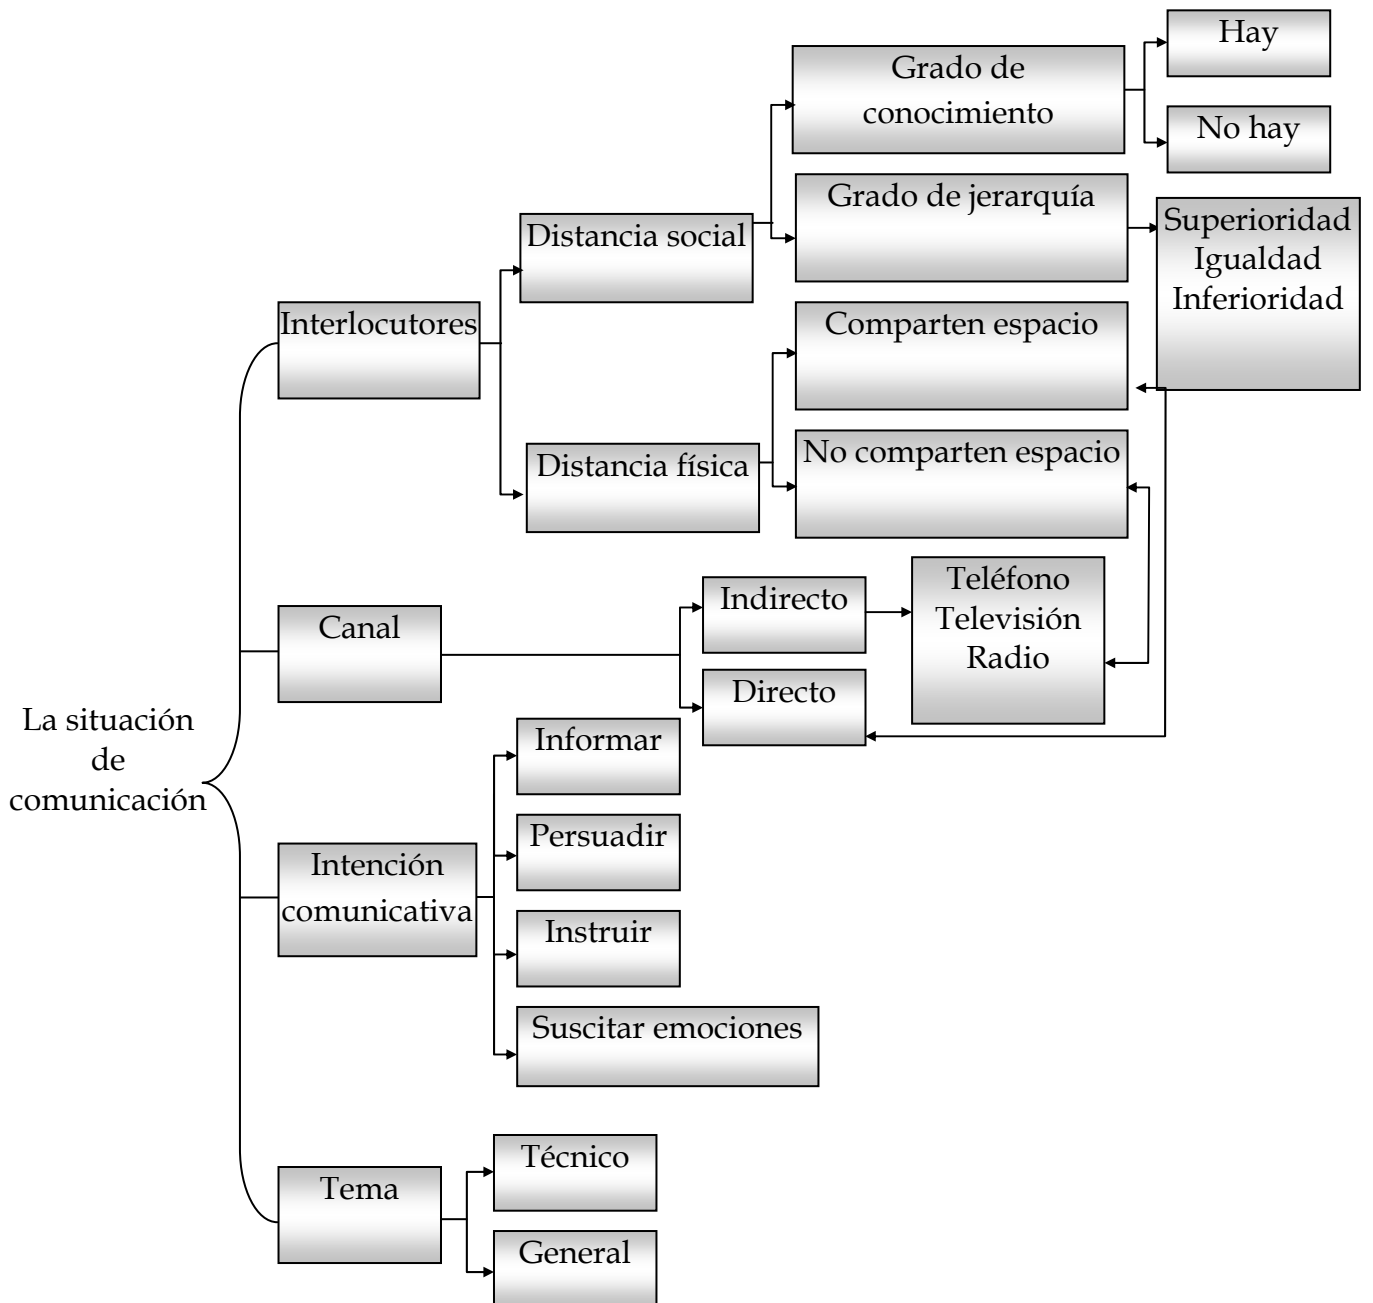 Hay
Grado de
conocimiento
No hay
Grado de jerarquía
Superioridad
Igualdad
Inferioridad
Distancia social
Interlocutores
Comparten espacio
Distancia física
No comparten espacio
Canal
Indirecto
Teléfono
Televisión
Radio
Directo
La situación
de
comunicación
Informar
Persuadir
Intención
comunicativa
Instruir
Suscitar emociones
Tema
Técnico
General